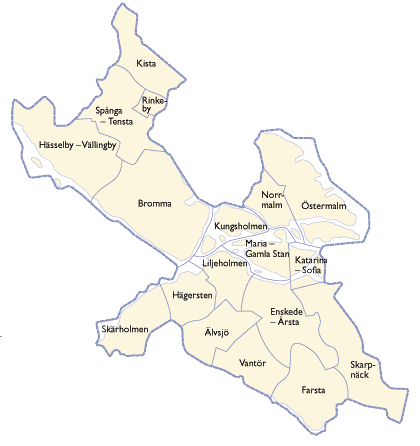 Kista
Rinke-
by
Spånga
– Tensta
Hässelby – Vällingby
Bromma
Norr-
malm
Östermalm
Kungsholmen
Maria –
Gamla Stan
Katarina
– Sofia
Liljeholmen
Hägersten
Skärholmen
Enskede
– Årsta
Älvsjö
Vantör
Skarp-
näck
Farsta